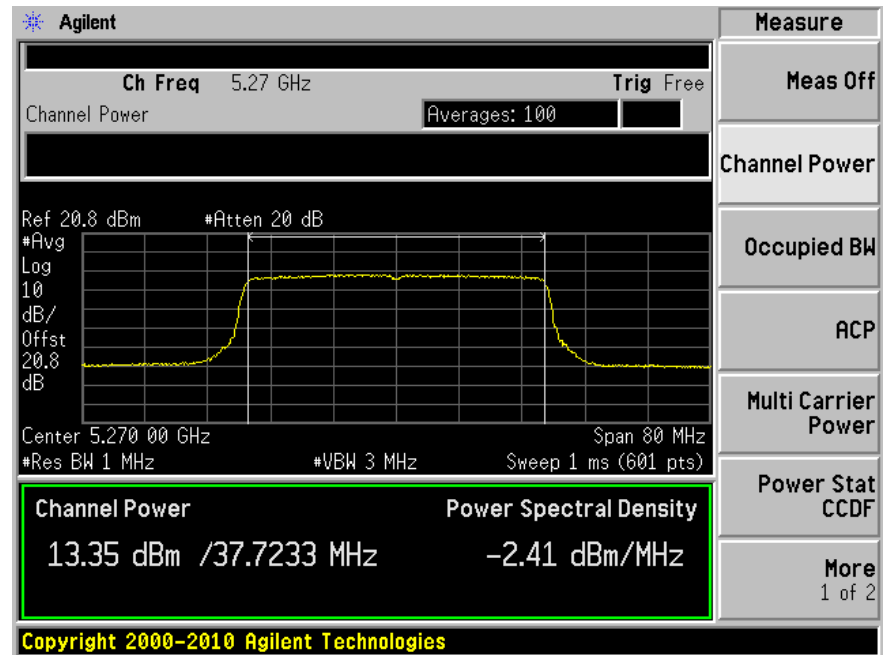 Agilent
Measure
Ch Freq 5.27 GHz Trig Free
Channel Power Averages: 100
Ref 20.8 dBm #Atten 20 dB
#Avg
Log
10
dB/
Offst
20.8
dB
Center 5.270 00 GHz Span 80 MHz
#Res BW 1 MHz #VBW 3 MHz Sweep 1 ms (601 pts)
Channel Power Power Spectral Density
13.35 dBm /37.7233 MHz -2.41 dBm/MHz
Meas Off
Channel Power
Occupied BW
ACP
Multi Carrier
Power
Power Stat
CCDF
More
1 of 2
Copyright 2000-2010 Agilent Technologies